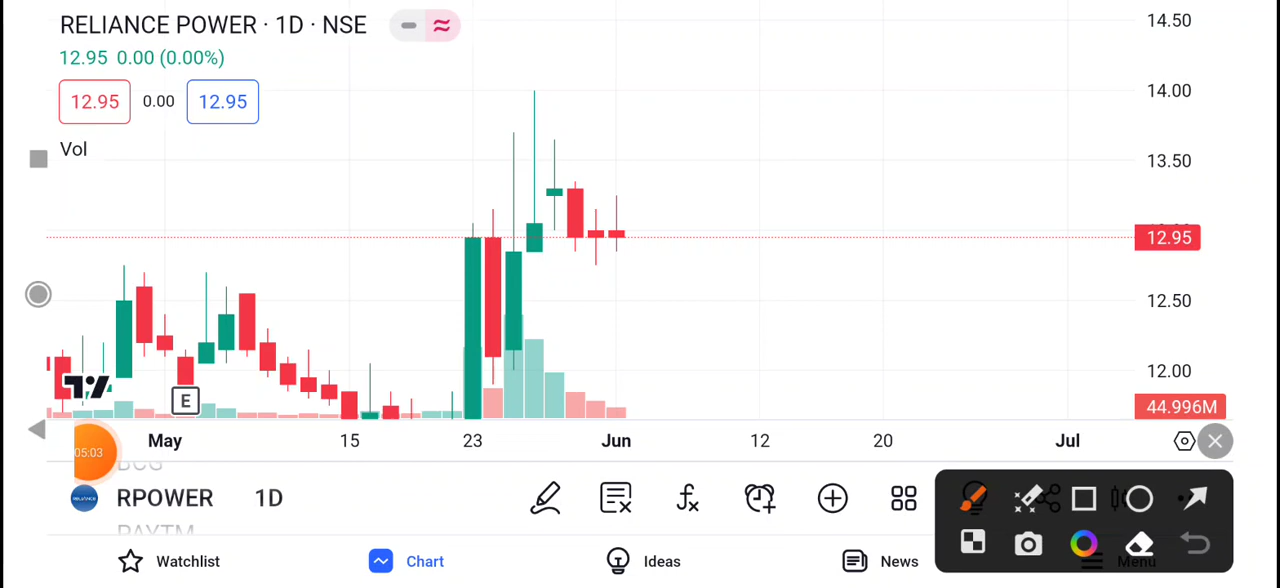 RELIANCE POWER · 1D · NSE
12.95 0.00 (0.00%)
12.95 0.00 12.95
Vol
14.50
14.00
13.50
12.95
12.50
12.00
44.996M
E
May 15 23 Jun 12 20 Jul
05:03
RPOWER 1D
PAYTM
Watchlist Chart Ideas News Menu